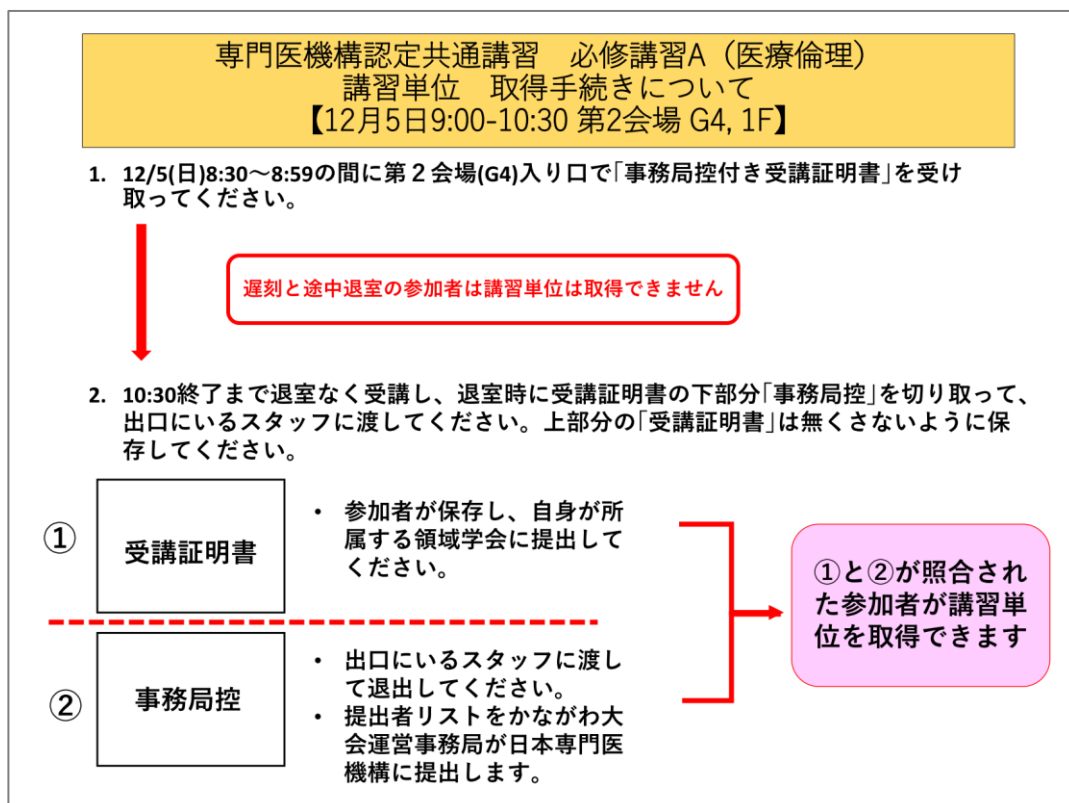 専門医機構認定共通講習　必修講習A（医療倫理）
講習単位　取得手続きについて
【12月5日9:00-10:30 第2会場 G4, 1F】
1. 12/5(日)8:30～8:59の間に第２会場(G4)入り口で｢事務局控付き受講証明書｣を受け
取ってください。
遅刻と途中退室の参加者は講習単位は取得できません
2. 10:30終了まで退室なく受講し、退室時に受講証明書の下部分｢事務局控｣を切り取って、
出口にいるスタッフに渡してください。上部分の｢受講証明書｣は無くさないように保
存してください。
①
受講証明書
• 参加者が保存し、自身が所
属する領域学会に提出して
ください。
②
事務局控
• 出口にいるスタッフに渡し
て退出してください。
• 提出者リストをかながわ大
会運営事務局が日本専門医
機構に提出します。
①と②が照合され
た参加者が講習単
位を取得できます